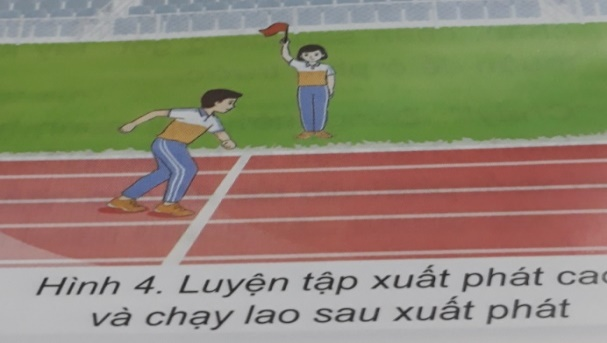 Hình 4. Luyện tập xuất phát
và chạy lao sau xuất phát